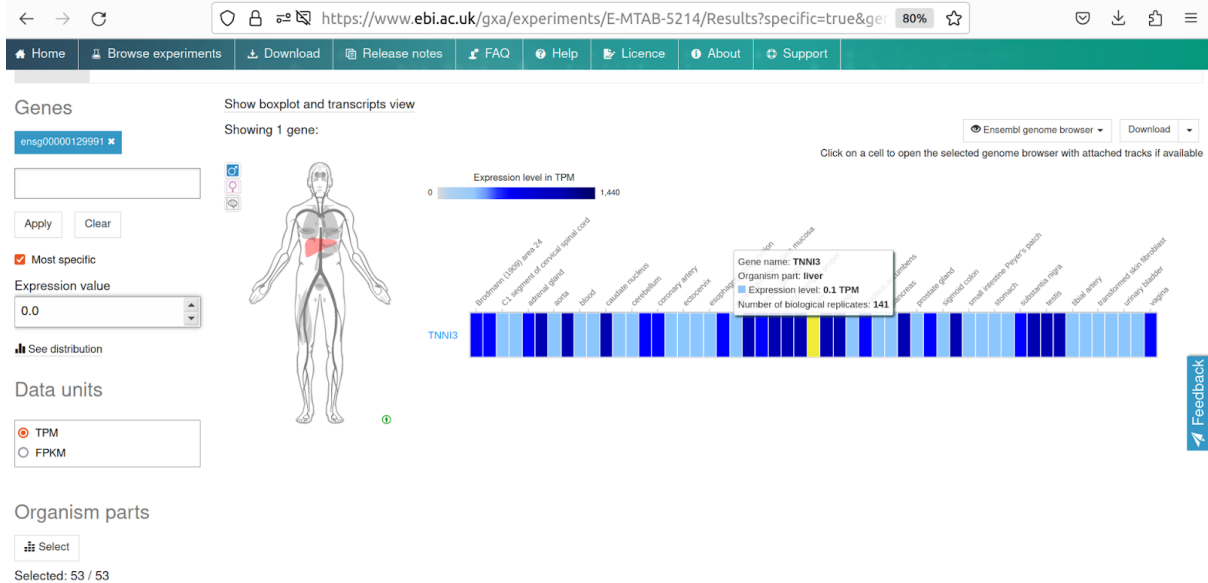 https://www.ebi.ac.uk/gxa/experiments/E-MTAB-5214/Results?specific=true&ge
80%
Home
Browse experiments
Download
Release notes
FAQ
Help
Licence
About
Support
Genes
Show boxplot and transcripts view
Showing 1 gene:
ensg00000129991 ×
Ensembl genome browser
Download
Click on a cell to open the selected genome browser with attached tracks if available
Expression level in TPM
0
1,440
Apply
Clear
Most specific
Expression value
0.0
See distribution
Brodmann (1909) area 24
C1 segment of cervical spinal cord
adrenal gland
aorta
blood
caudate nucleus
cerebellum
coronary artery
ectocervix
mucosa
pancreas
prostate gland
sigmoid colon
small intestine Peyer's patch
stomach
substantia nigra
testis
tibial artery
transformed skin fibroblast
urinary bladder
vagina
Gene name: TNNI3
Organism part: liver
Expression level: 0.1 TPM
Number of biological replicates: 141
TNNI3
Feedback
Data units
TPM
FPKM
Organism parts
Select
Selected: 53 / 53